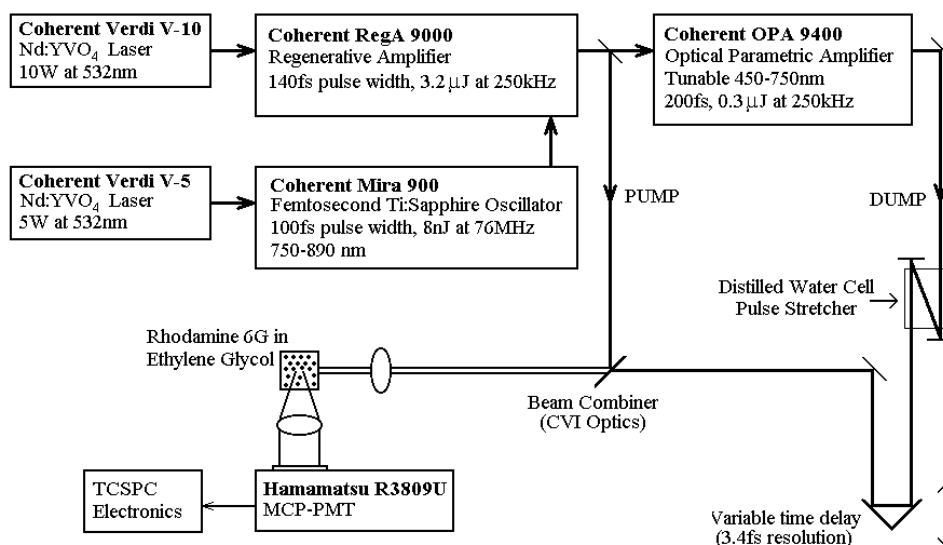 Coherent Verdi V-10
Nd:YVO4 Laser
10W at 532nm
Coherent RegA 9000
Regenerative Amplifier
140fs pulse width, 3.2μJ at 250kHz
Coherent OPA 9400
Optical Parametric Amplifier
Tunable 450-750nm
200fs, 0.3μJ at 250kHz
Coherent Verdi V-5
Nd:YVO4 Laser
5W at 532nm
Coherent Mira 900
Femtosecond Ti:Sapphire Oscillator
100fs pulse width, 8nJ at 76MHz
750-890 nm
PUMP
DUMP
Distilled Water Cell
Pulse Stretcher
Rhodamine 6G in
Ethylene Glycol
Beam Combiner
(CVI Optics)
TCSPC
Electronics
Hamamatsu R3809U
MCP-PMT
Variable time delay
(3.4fs resolution)